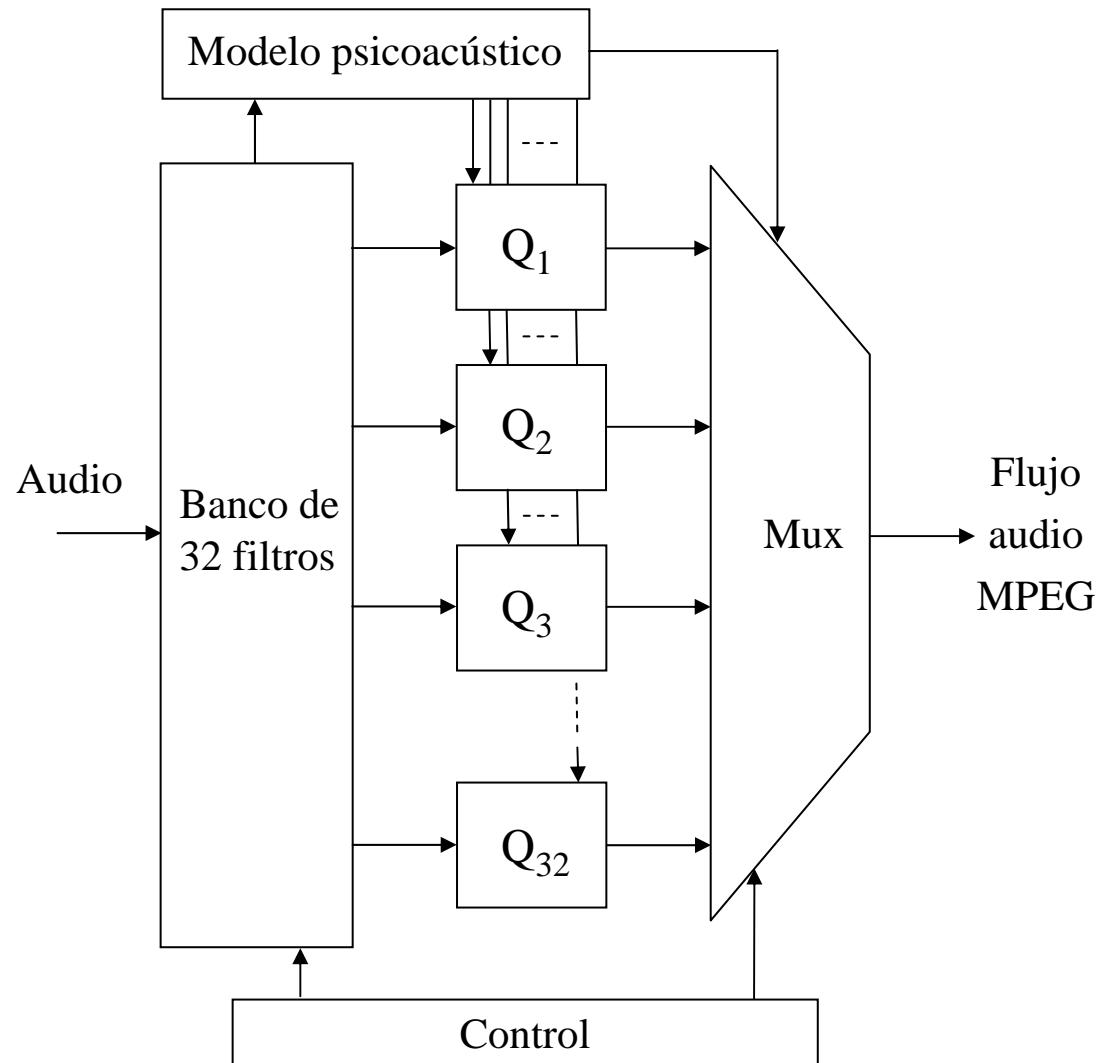 Modelo psicoacústico
---
Q1
---
Q2
Audio
Banco de
32 filtros
---
Q3
Mux
Flujo
audio
MPEG
Q32
Control